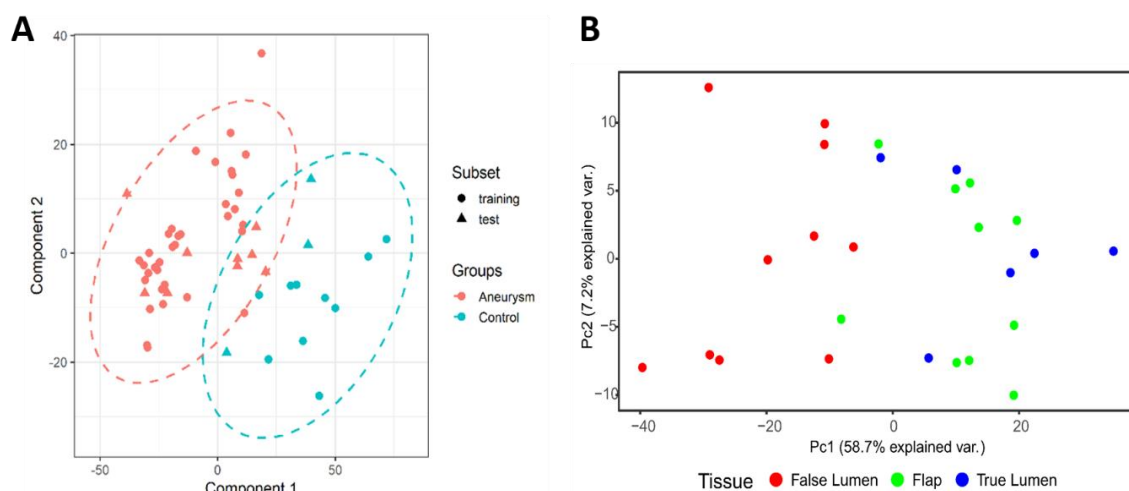 A
40
20
0
-20
-50
0
50
Component 2
Component 1
Subset
training
test
Groups
Aneurysm
Control
B
10
5
0
−5
−10
−40
−20
0
20
Pc2 (7.2% explained var.)
Pc1 (58.7% explained var.)
Tissue False Lumen Flap True Lumen